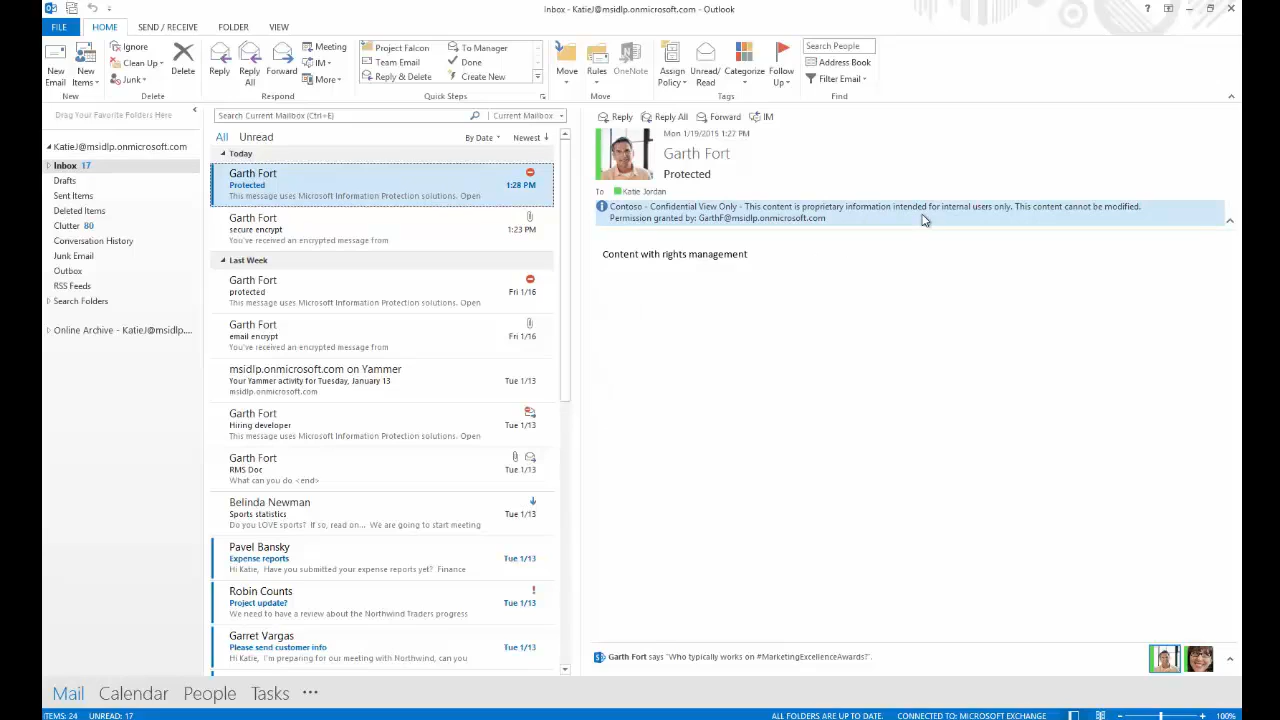 Inbox - KatieJ@msidlp.onmicrosoft.com - Outlook
FILE HOME SEND / RECEIVE FOLDER VIEW
New Email
New Items
New
Ignore
Clean Up
Junk
Delete
Delete
Reply
Reply All
Forward
Meeting
IM
More
Respond
Project Falcon
Team Email
Reply & Delete
To Manager
Done
Create New
Quick Steps
Move
Rules
OneNote
Move
Assign Policy
Unread/ Read
Categorize
Follow Up
Tags
Search People
Address Book
Filter Email
Find
Drag Your Favorite Folders Here
KatieJ@msidlp.onmicrosoft.com
Inbox 17
Drafts
Sent Items
Deleted Items
Clutter 80
Conversation History
Junk Email
Outbox
RSS Feeds
Search Folders
Online Archive - KatieJ@msidlp....
Search Current Mailbox (Ctrl+E) Current Mailbox
All Unread By Date Newest
Today
Garth Fort
Protected 1:28 PM
This message uses Microsoft Information Protection solutions. Open
Garth Fort
secure encrypt 1:23 PM
You've received an encrypted message from
Last Week
Garth Fort
protected Fri 1/16
This message uses Microsoft Information Protection solutions. Open
Garth Fort
email encrypt Fri 1/16
You've received an encrypted message from
msidlp.onmicrosoft.com on Yammer
Your Yammer activity for Tuesday, January 13 Tue 1/13
msidlp.onmicrosoft.com
Garth Fort
Hiring developer Tue 1/13
This message uses Microsoft Information Protection solutions. Open
Garth Fort
RMS Doc Tue 1/13
What can you do <end>
Belinda Newman
Sports statistics Tue 1/13
Do you LOVE sports? If so, read on... We are going to start meeting
Pavel Bansky
Expense reports Tue 1/13
Hi Katie, Have you submitted your expense reports yet? Finance
Robin Counts
Project update? Tue 1/13
We need to have a review about the Northwind Traders progress
Garret Vargas
Please send customer info Tue 1/13
Hi Katie, I'm preparing for our meeting with Northwind, can you
Reply Reply All Forward IM
Mon 1/19/2015 1:27 PM
Garth Fort
Protected
To Katie Jordan
Contoso - Confidential View Only - This content is proprietary information intended for internal users only. This content cannot be modified.
Permission granted by: GarthF@msidlp.onmicrosoft.com
Content with rights management
Garth Fort says "Who typically works on #MarketingExcellenceAwards?".
Mail Calendar People Tasks ···
ITEMS: 24 UNREAD: 17 ALL FOLDERS ARE UP TO DATE. CONNECTED TO: MICROSOFT EXCHANGE 100%